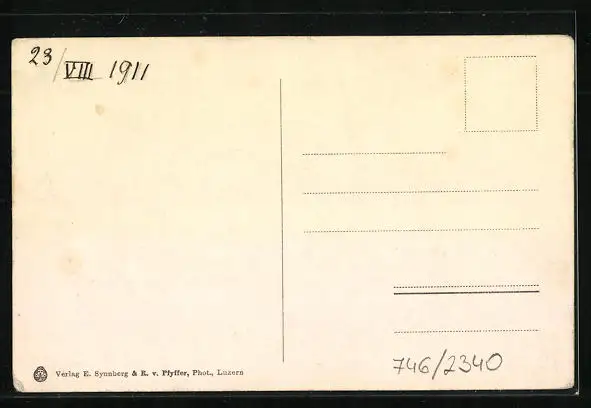 23/VIII 1911
Verlag E. Synnberg & R. v. Pfyffer, Phot., Luzern
746/2340